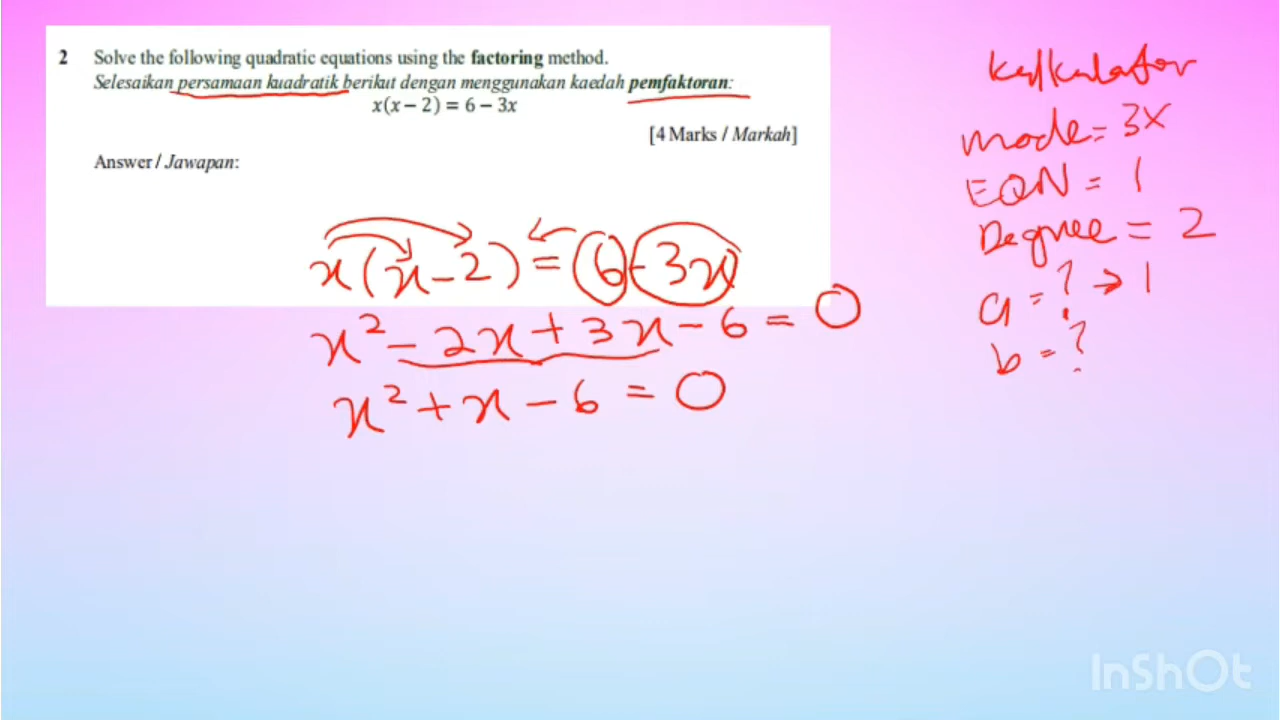 2 Solve the following quadratic equations using the factoring method.
Selesaikan persamaan kuadratik berikut dengan menggunakan kaedah pemfaktoran:
x(x − 2) = 6 − 3x
[4 Marks / Markah]
Answer / Jawapan:
x(x − 2) = 6 − 3x
x² − 2x + 3x − 6 = 0
x² + x − 6 = 0
kalkulator
mode = 3x
EQN = 1
Degree = 2
a = ? → 1
b = ?
InShOt